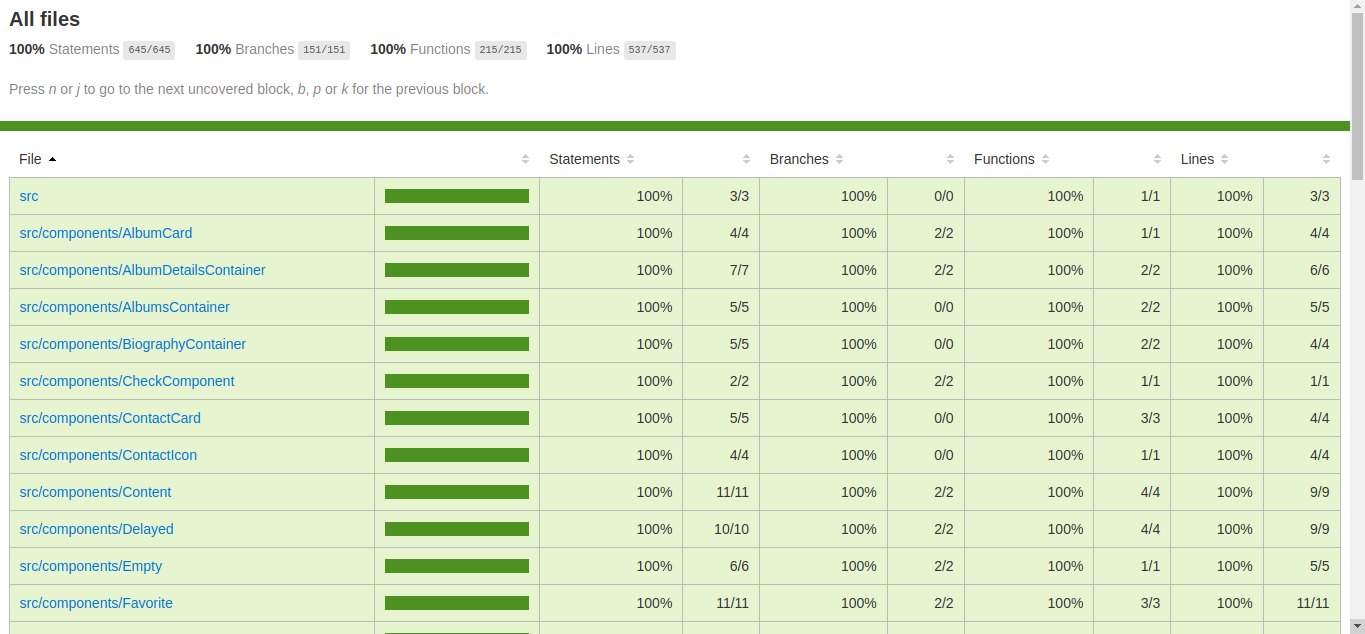 All files
100% Statements 645/645 100% Branches 151/151 100% Functions 215/215 100% Lines 537/537
Press n or j to go to the next uncovered block, b, p or k for the previous block.
File Statements Branches Functions Lines
src 100% 3/3 100% 0/0 100% 1/1 100% 3/3
src/components/AlbumCard 100% 4/4 100% 2/2 100% 1/1 100% 4/4
src/components/AlbumDetailsContainer 100% 7/7 100% 2/2 100% 2/2 100% 6/6
src/components/AlbumsContainer 100% 5/5 100% 0/0 100% 2/2 100% 5/5
src/components/BiographyContainer 100% 5/5 100% 0/0 100% 2/2 100% 4/4
src/components/CheckComponent 100% 2/2 100% 2/2 100% 1/1 100% 1/1
src/components/ContactCard 100% 5/5 100% 0/0 100% 3/3 100% 4/4
src/components/ContactIcon 100% 4/4 100% 0/0 100% 1/1 100% 4/4
src/components/Content 100% 11/11 100% 2/2 100% 4/4 100% 9/9
src/components/Delayed 100% 10/10 100% 2/2 100% 4/4 100% 9/9
src/components/Empty 100% 6/6 100% 2/2 100% 1/1 100% 5/5
src/components/Favorite 100% 11/11 100% 2/2 100% 3/3 100% 11/11